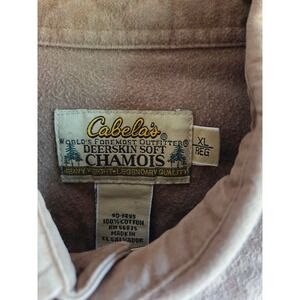 Cabela's®
World's Foremost Outfitter®
DEERSKIN SOFT
CHAMOIS
HEAVY WEIGHT · LEGENDARY QUALITY
XL
REG
100% COTTON
MADE IN
EL SALVADOR